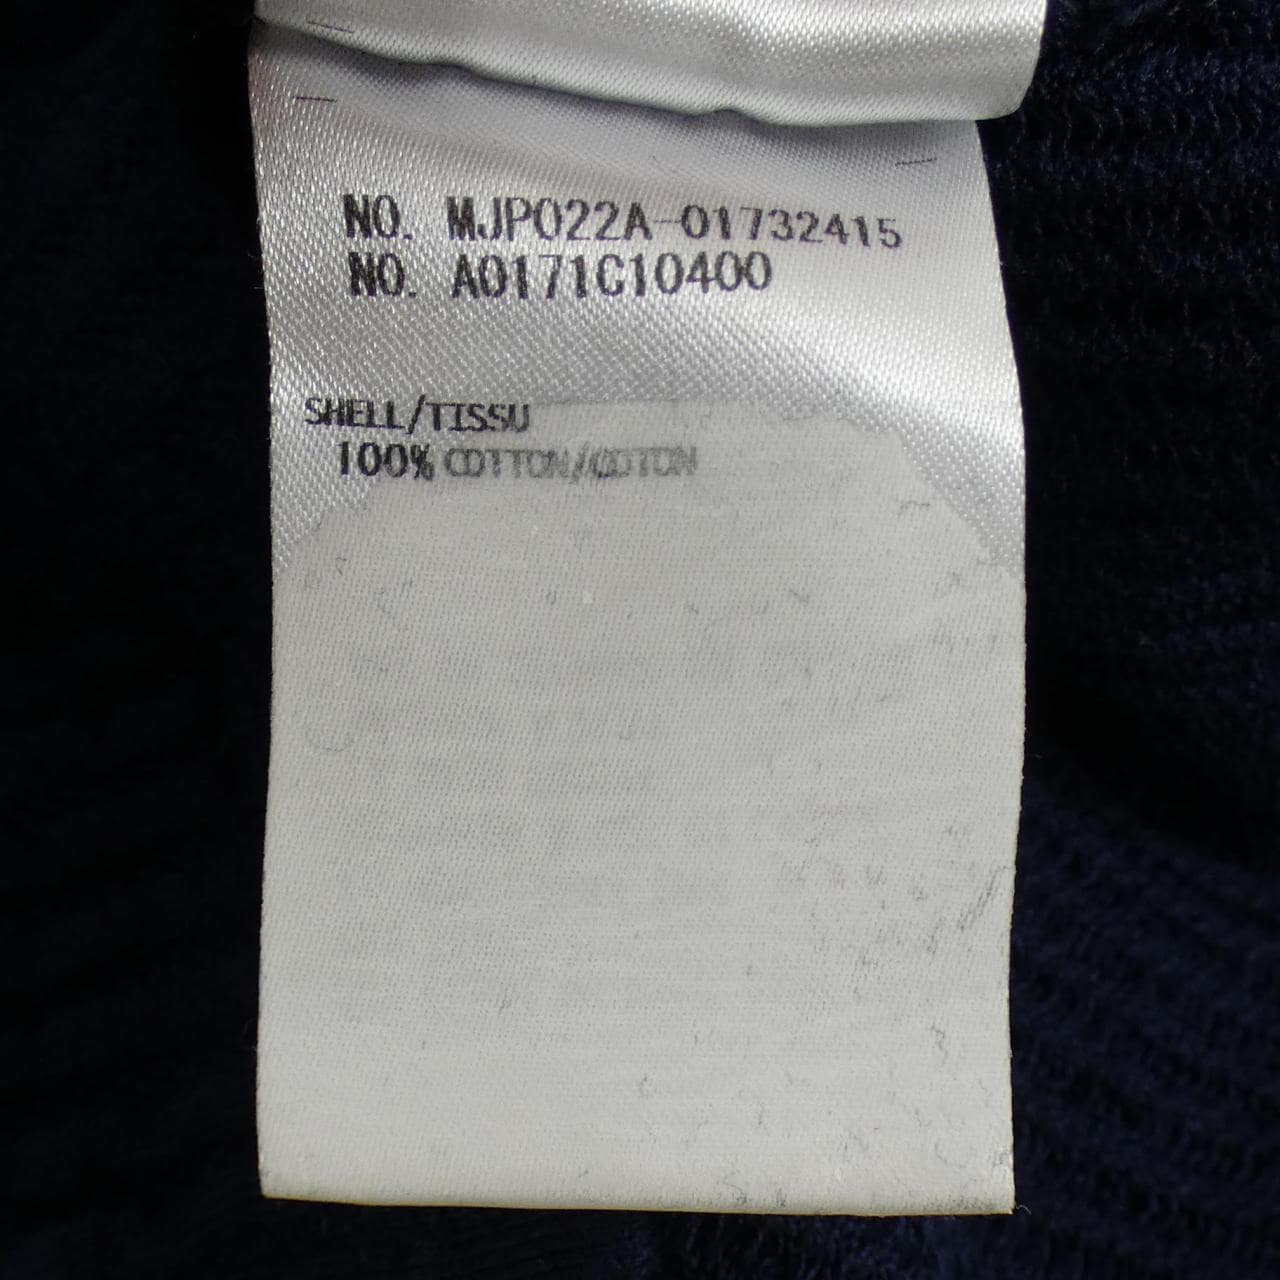 NO. MJP022A-01732415
NO. A0171C10400
SHELL/TISSU
100% COTTON/COTON